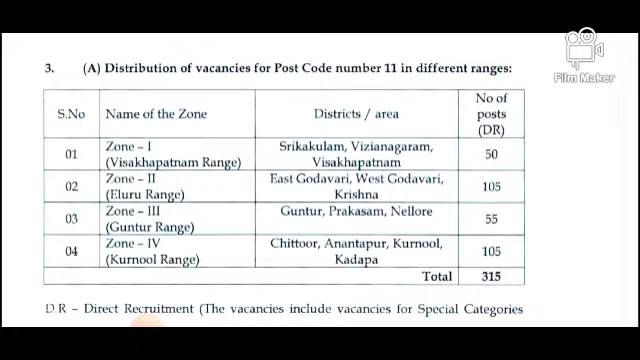 Film Maker
3. (A) Distribution of vacancies for Post Code number 11 in different ranges:
S.No Name of the Zone Districts / area No of posts (DR)
01 Zone – I (Visakhapatnam Range) Srikakulam, Vizianagaram, Visakhapatnam 50
02 Zone – II (Eluru Range) East Godavari, West Godavari, Krishna 105
03 Zone – III (Guntur Range) Guntur, Prakasam, Nellore 55
04 Zone – IV (Kurnool Range) Chittoor, Anantapur, Kurnool, Kadapa 105
Total 315
D.R – Direct Recruitment (The vacancies include vacancies for Special Categories